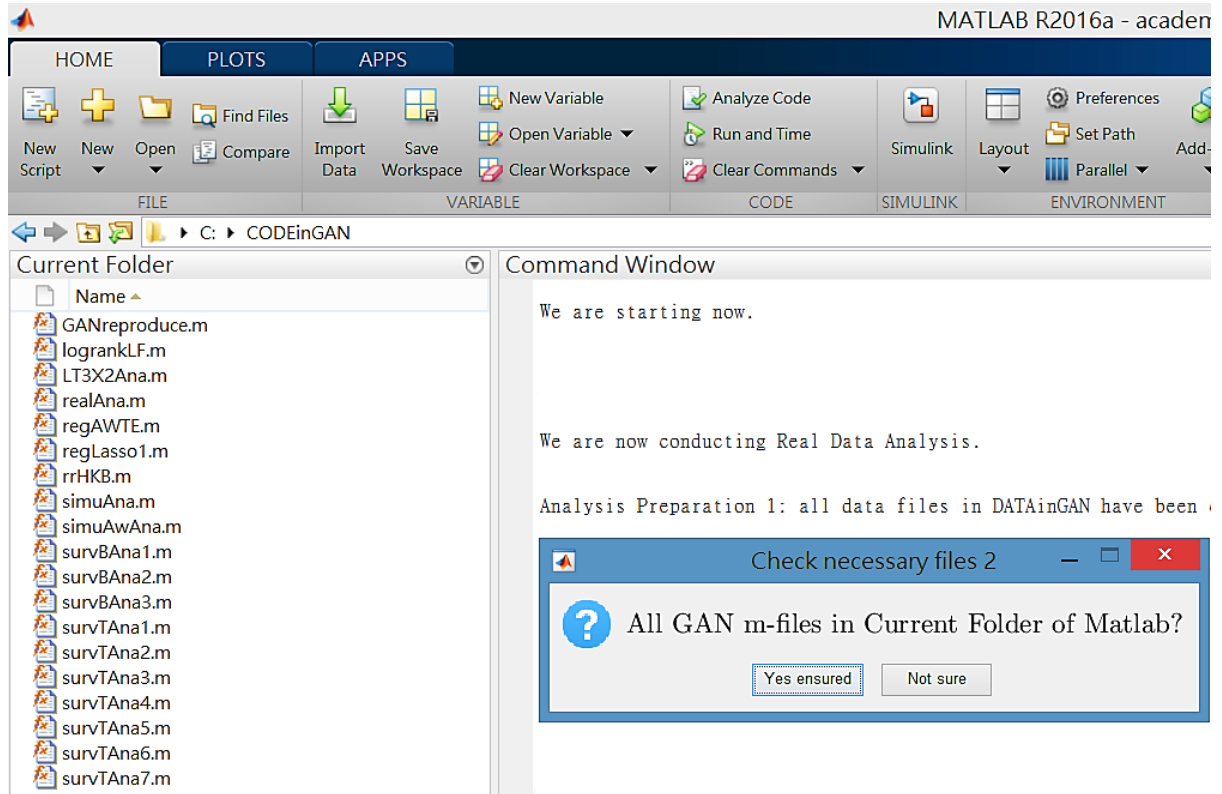 MATLAB R2016a - academ
HOME PLOTS APPS
New Script
New
Open
Find Files
Compare
FILE
Import Data
Save Workspace
New Variable
Open Variable
Clear Workspace
VARIABLE
Analyze Code
Run and Time
Clear Commands
CODE
Simulink
SIMULINK
Layout
Preferences
Set Path
Parallel
ENVIRONMENT
Add-
C: CODEinGAN
Current Folder
Name
GANreproduce.m
logrankLF.m
LT3X2Ana.m
realAna.m
regAWTE.m
regLasso1.m
rrHKB.m
simuAna.m
simuAwAna.m
survBAna1.m
survBAna2.m
survBAna3.m
survTAna1.m
survTAna2.m
survTAna3.m
survTAna4.m
survTAna5.m
survTAna6.m
survTAna7.m
Command Window
We are starting now.
We are now conducting Real Data Analysis.
Analysis Preparation 1: all data files in DATAinGAN have been
Check necessary files 2
All GAN m-files in Current Folder of Matlab?
Yes ensured
Not sure